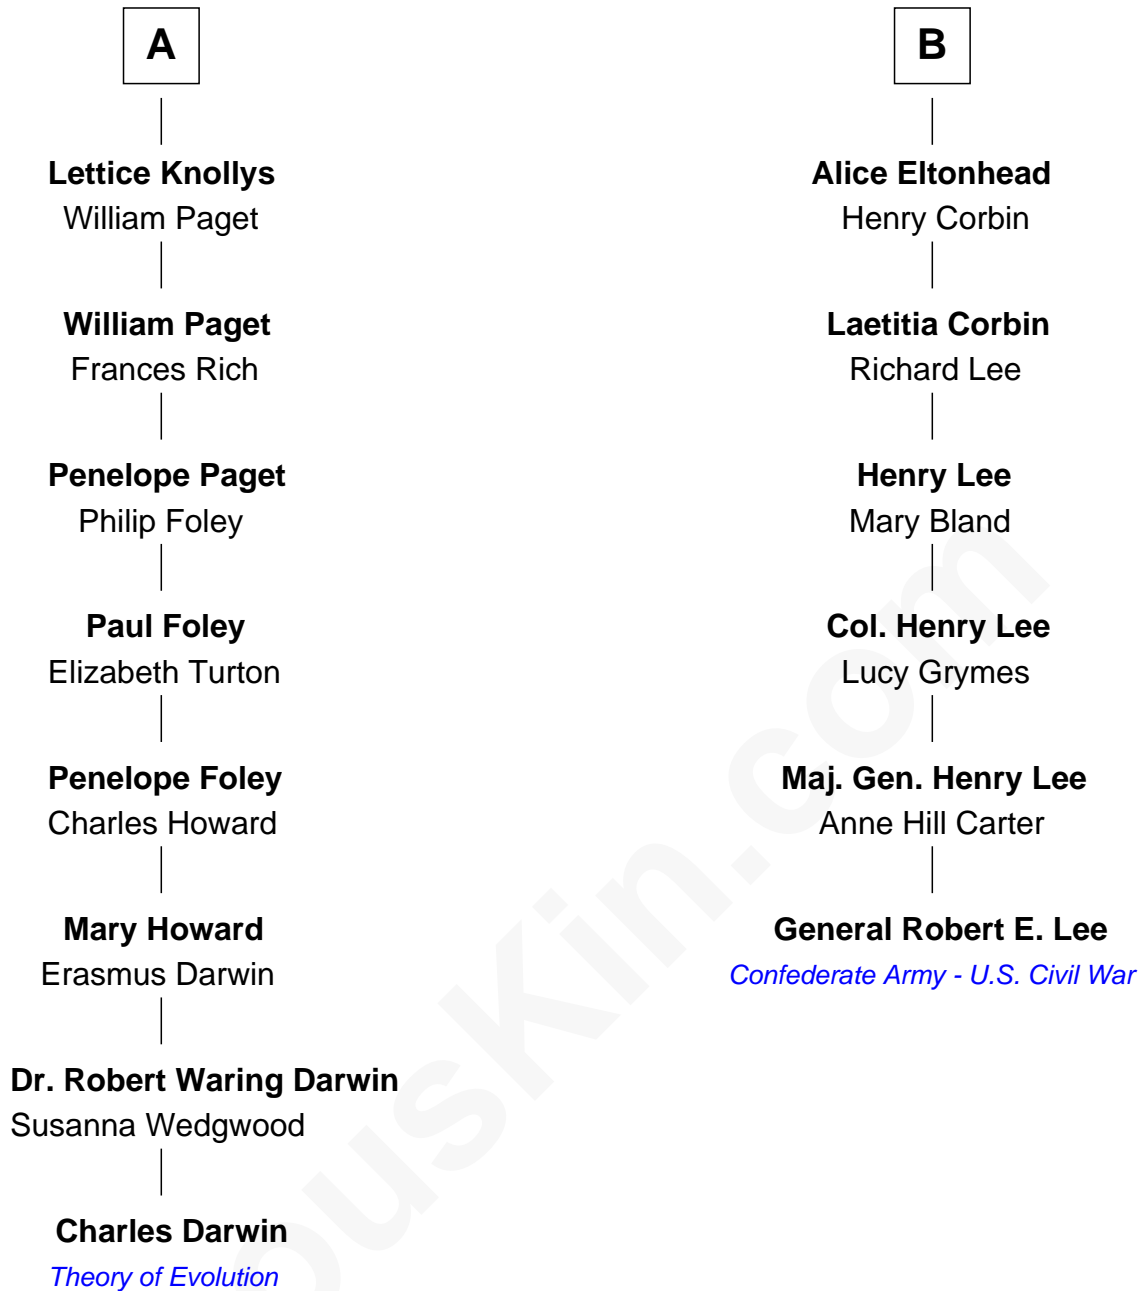 A
Lettice Knollys
William Paget
William Paget
Frances Rich
Penelope Paget
Philip Foley
Paul Foley
Elizabeth Turton
Penelope Foley
Charles Howard
Mary Howard
Erasmus Darwin
Dr. Robert Waring Darwin
Susanna Wedgwood
Charles Darwin
Theory of Evolution
B
Alice Eltonhead
Henry Corbin
Laetitia Corbin
Richard Lee
Henry Lee
Mary Bland
Col. Henry Lee
Lucy Grymes
Maj. Gen. Henry Lee
Anne Hill Carter
General Robert E. Lee
Confederate Army - U.S. Civil War
ousKin.com